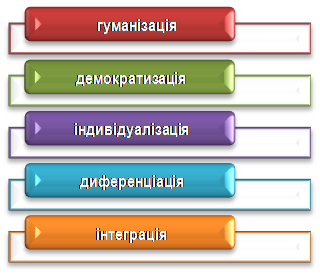 гуманізація
демократизація
індивідуалізація
диференціація
інтеграція